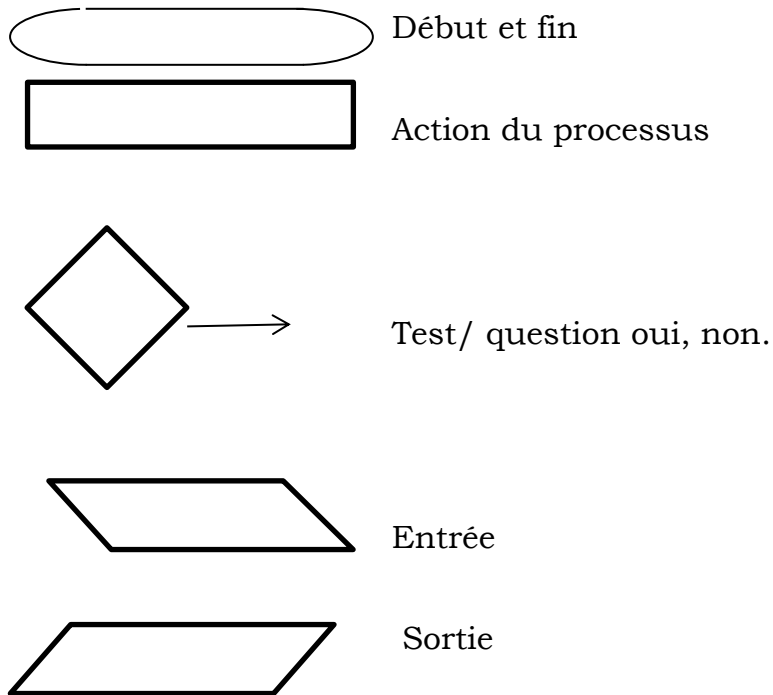 Début et fin
Action du processus
Test/ question oui, non.
Entrée
Sortie